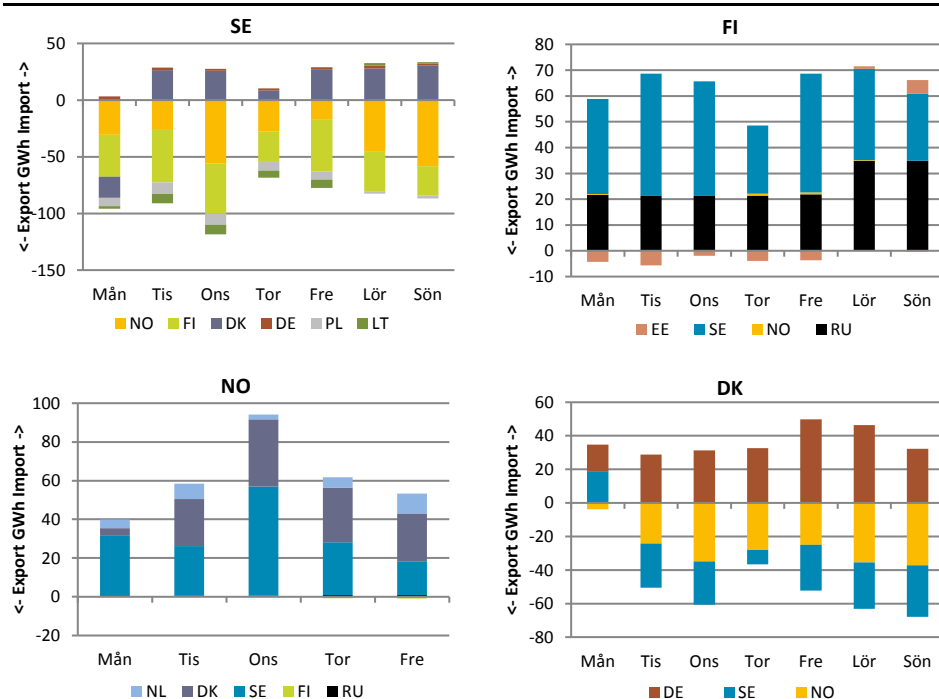 SE
<- Export GWh Import ->
50
0
-50
-100
-150
Mån Tis Ons Tor Fre Lör Sön
NO FI DK DE PL LT
FI
<- Export GWh Import ->
80
70
60
50
40
30
20
10
0
-10
Mån Tis Ons Tor Fre Lör Sön
EE SE NO RU
NO
<- Export GWh Import ->
100
80
60
40
20
0
-20
Mån Tis Ons Tor Fre
NL DK SE FI RU
DK
<- Export GWh Import ->
60
40
20
0
-20
-40
-60
-80
Mån Tis Ons Tor Fre Lör Sön
DE SE NO